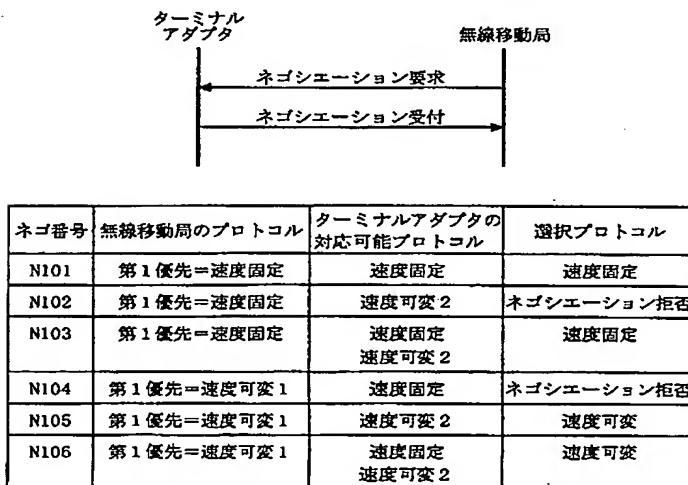 ターミナル
アダプタ
無線移動局
ネゴシエーション要求
ネゴシエーション受付
ネゴ番号 無線移動局のプロトコル ターミナルアダプタの対応可能プロトコル 選択プロトコル
N101 第1優先=速度固定 速度固定 速度固定
N102 第1優先=速度固定 速度可変2 ネゴシエーション拒否
N103 第1優先=速度固定 速度固定 速度固定
速度可変2
N104 第1優先=速度可変1 速度固定 ネゴシエーション拒否
N105 第1優先=速度可変1 速度可変2 速度可変
N106 第1優先=速度可変1 速度固定 速度可変
速度可変2